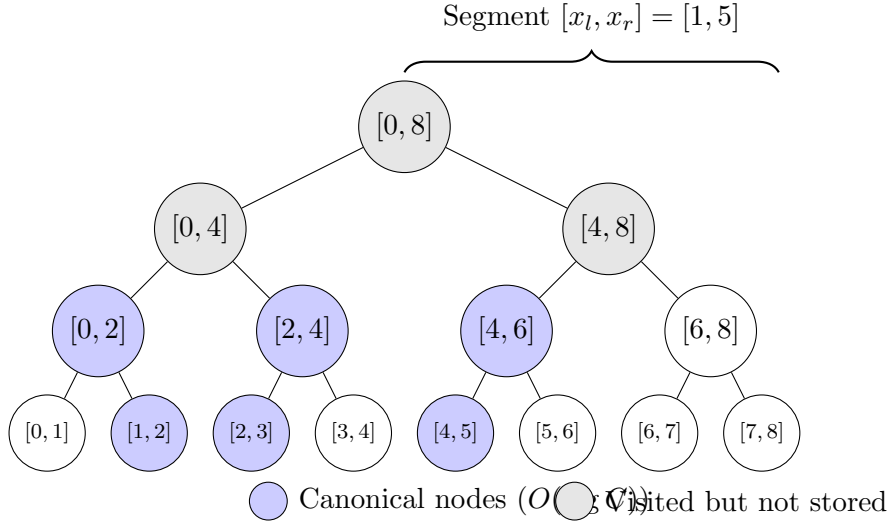 Segment $[x_l, x_r] = [1, 5]$
[0, 8]
[0, 4] [4, 8]
[0, 2] [2, 4] [4, 6] [6, 8]
[0, 1] [1, 2] [2, 3] [3, 4] [4, 5] [5, 6] [6, 7] [7, 8]
Canonical nodes Visited but not stored